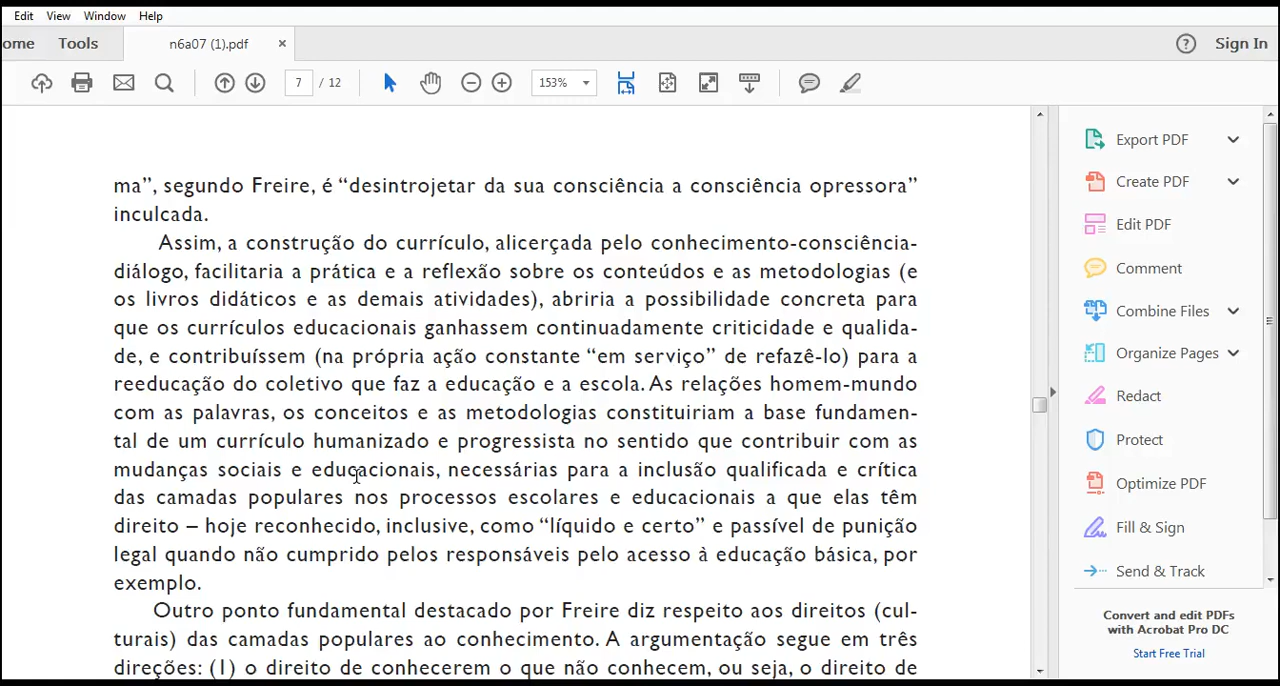 Edit View Window Help
ome Tools n6a07 (1).pdf × ? Sign In
7 / 12 153%
ma”, segundo Freire, é “desintrojetar da sua consciência a consciência opressora”
inculcada.
Assim, a construção do currículo, alicerçada pelo conhecimento-consciência-
diálogo, facilitaria a prática e a reflexão sobre os conteúdos e as metodologias (e
os livros didáticos e as demais atividades), abriria a possibilidade concreta para
que os currículos educacionais ganhassem continuadamente criticidade e qualida-
de, e contribuíssem (na própria ação constante “em serviço” de refazê-lo) para a
reeducação do coletivo que faz a educação e a escola. As relações homem-mundo
com as palavras, os conceitos e as metodologias constituiriam a base fundamen-
tal de um currículo humanizado e progressista no sentido que contribuir com as
mudanças sociais e educacionais, necessárias para a inclusão qualificada e crítica
das camadas populares nos processos escolares e educacionais a que elas têm
direito – hoje reconhecido, inclusive, como “líquido e certo” e passível de punição
legal quando não cumprido pelos responsáveis pelo acesso à educação básica, por
exemplo.
Outro ponto fundamental destacado por Freire diz respeito aos direitos (cul-
turais) das camadas populares ao conhecimento. A argumentação segue em três
direções: (1) o direito de conhecerem o que não conhecem, ou seja, o direito de
Export PDF
Create PDF
Edit PDF
Comment
Combine Files
Organize Pages
Redact
Protect
Optimize PDF
Fill & Sign
Send & Track
Convert and edit PDFs
with Acrobat Pro DC
Start Free Trial